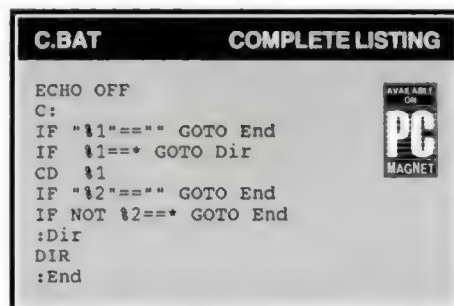 C.BAT COMPLETE LISTING
ECHO OFF
C:
IF "%1"=="" GOTO End
IF %1==* GOTO Dir
CD %1
IF "%2"=="" GOTO End
IF NOT %2==* GOTO End
:Dir
DIR
:End
AVAILABLE
ON
PC
MAGNET